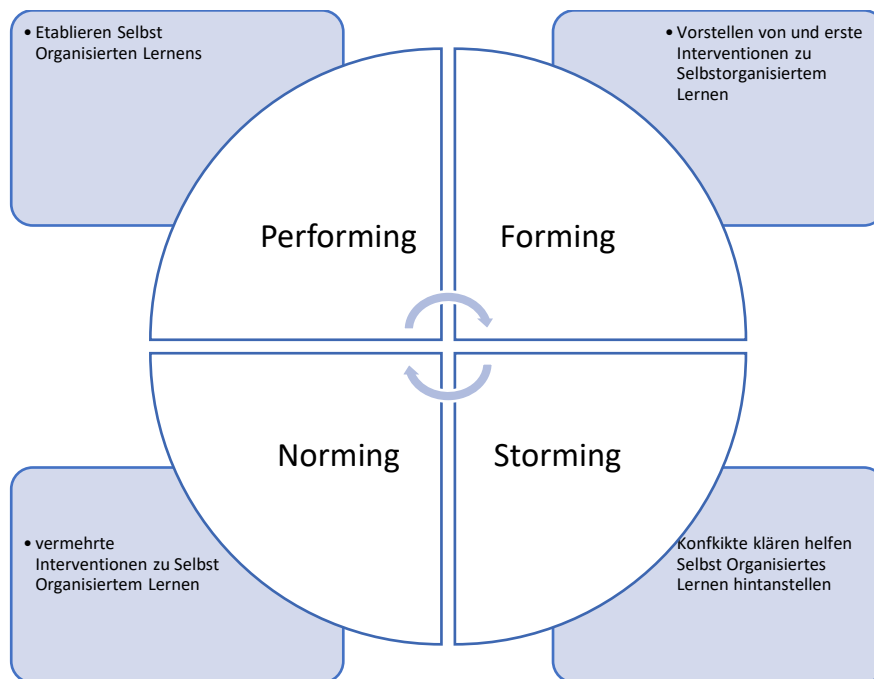 • Etablieren Selbst
Organisierten Lernens
• Vorstellen von und erste
Interventionen zu
Selbstorganisiertem
Lernen
Performing
Forming
Norming
Storming
• vermehrte
Interventionen zu Selbst
Organisiertem Lernen
Konfkikte klären helfen
Selbst Organisiertes
Lernen hintanstellen